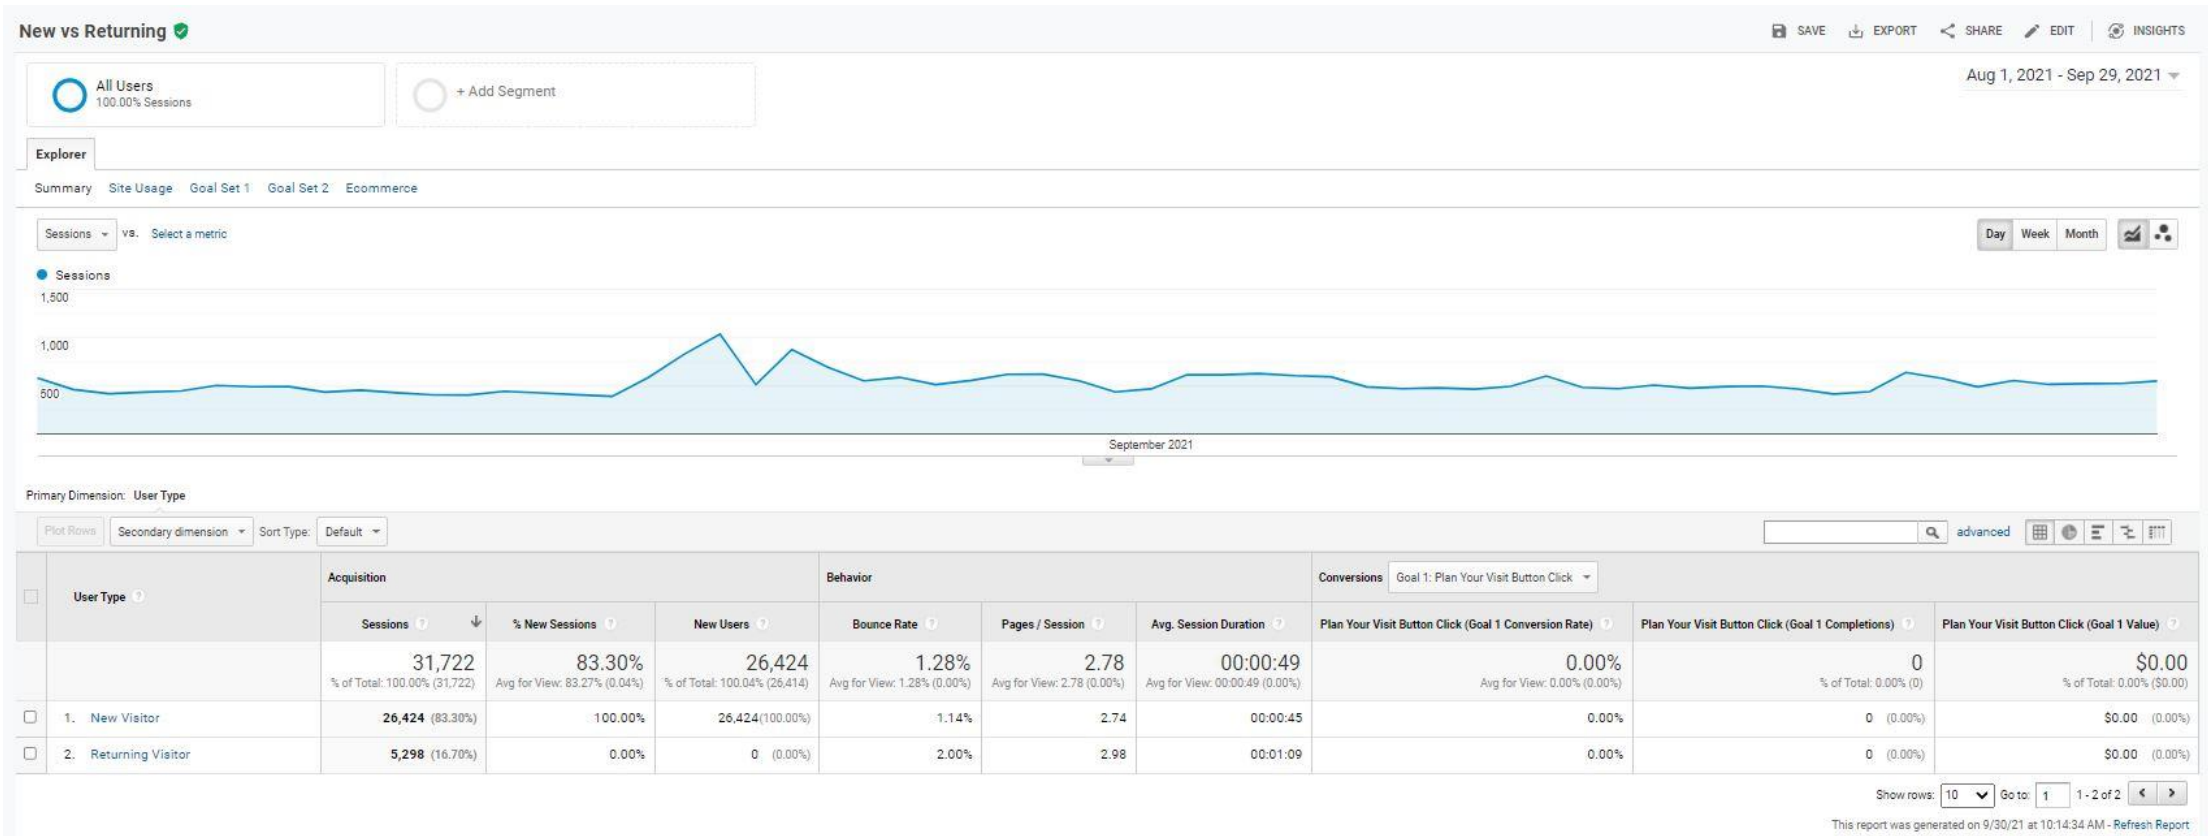 New vs Returning
SAVE EXPORT SHARE EDIT INSIGHTS
All Users
100.00% Sessions
+ Add Segment
Aug 1, 2021 - Sep 29, 2021
Explorer
Summary Site Usage Goal Set 1 Goal Set 2 Ecommerce
Sessions vs. Select a metric
Day Week Month
Sessions
1,500
1,000
500
September 2021
Primary Dimension: User Type
Plot Rows Secondary dimension Sort Type: Default advanced
User Type ? Acquisition Behavior Conversions Goal 1: Plan Your Visit Button Click
Sessions ? % New Sessions ? New Users ? Bounce Rate ? Pages / Session ? Avg. Session Duration ? Plan Your Visit Button Click (Goal 1 Conversion Rate) ? Plan Your Visit Button Click (Goal 1 Completions) ? Plan Your Visit Button Click (Goal 1 Value) ?
31,722 83.30% 26,424 1.28% 2.78 00:00:49 0.00% 0 $0.00
% of Total: 100.00% (31,722) Avg for View: 83.27% (0.04%) % of Total: 100.04% (26,414) Avg for View: 1.28% (0.00%) Avg for View: 2.78 (0.00%) Avg for View: 00:00:49 (0.00%) Avg for View: 0.00% (0.00%) % of Total: 0.00% (0) % of Total: 0.00% ($0.00)
1. New Visitor 26,424 (83.30%) 100.00% 26,424(100.00%) 1.14% 2.74 00:00:45 0.00% 0 (0.00%) $0.00 (0.00%)
2. Returning Visitor 5,298 (16.70%) 0.00% 0 (0.00%) 2.00% 2.98 00:01:09 0.00% 0 (0.00%) $0.00 (0.00%)
Show rows: 10 Go to: 1 1 - 2 of 2
This report was generated on 9/30/21 at 10:14:34 AM - Refresh Report